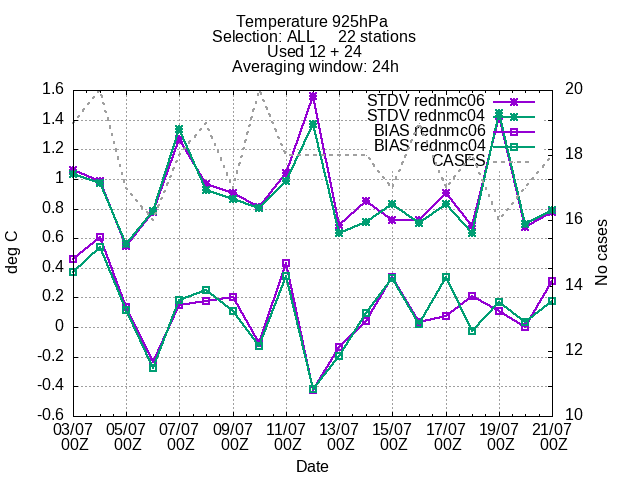 Temperature 925hPa
Selection: ALL 22 stations
Used 12 + 24
Averaging window: 24h
STDV rednmc06
STDV rednmc04
BIAS rednmc06
BIAS rednmc04
CASES
deg C
1.6
1.4
1.2
1
0.8
0.6
0.4
0.2
0
-0.2
-0.4
-0.6
No cases
20
18
16
14
12
10
03/07 05/07 07/07 09/07 11/07 13/07 15/07 17/07 19/07 21/07
00Z 00Z 00Z 00Z 00Z 00Z 00Z 00Z 00Z 00Z
Date